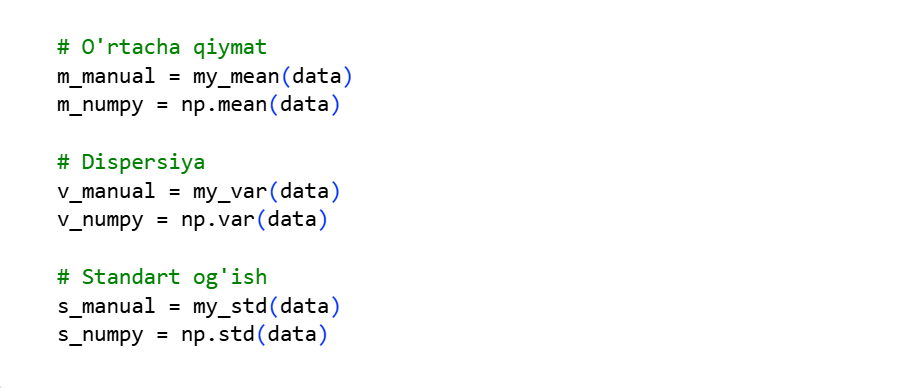 # O'rtacha qiymat
m_manual = my_mean(data)
m_numpy = np.mean(data)
# Dispersiya
v_manual = my_var(data)
v_numpy = np.var(data)
# Standart og'ish
s_manual = my_std(data)
s_numpy = np.std(data)